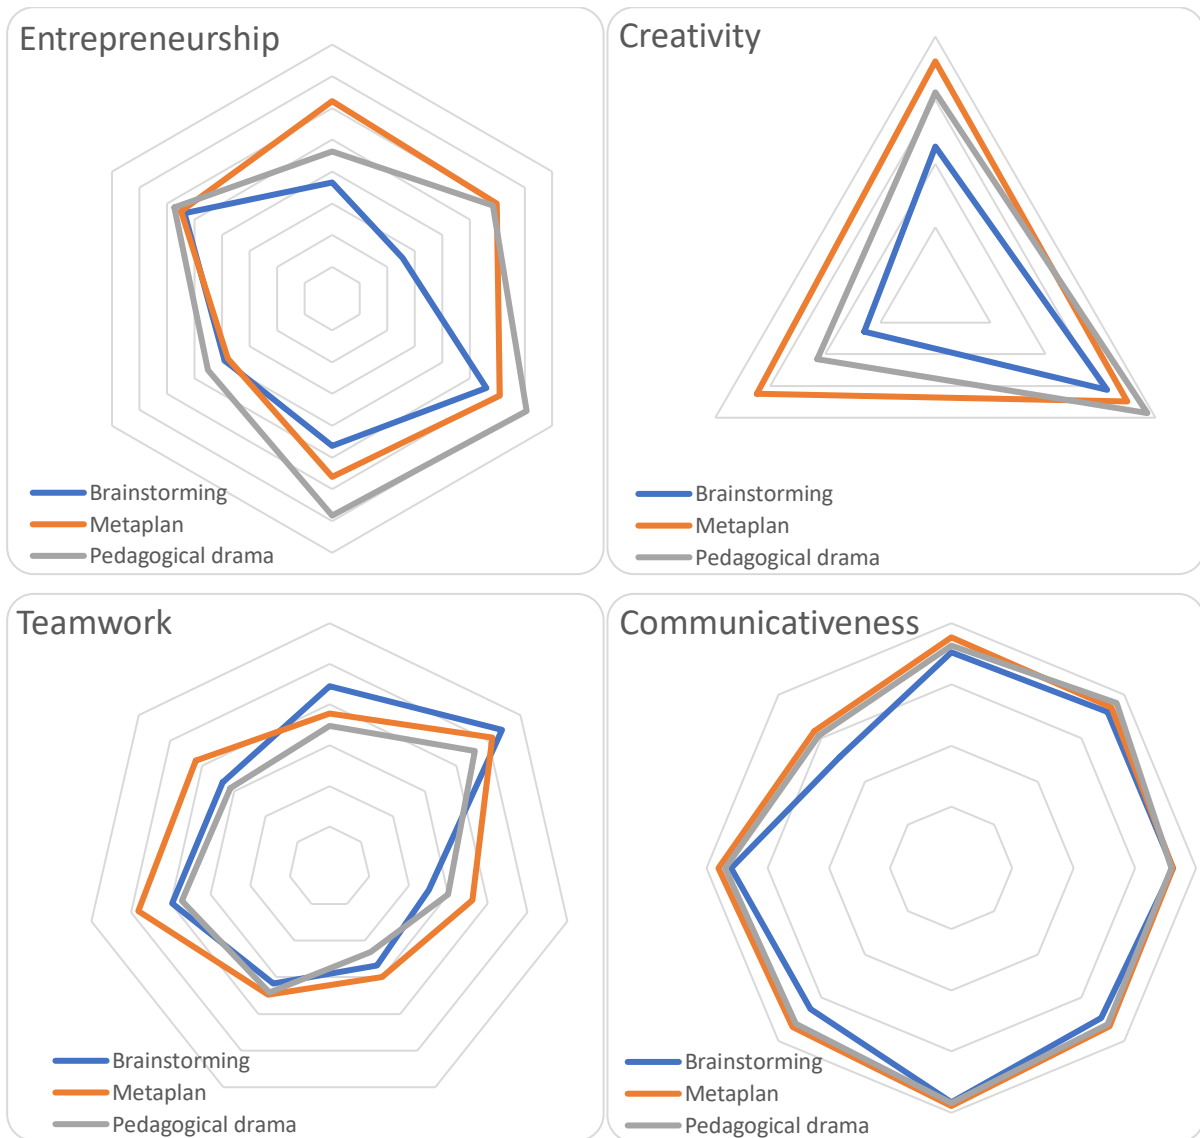 Entrepreneurship
Brainstorming
Metaplan
Pedagogical drama
Creativity
Brainstorming
Metaplan
Pedagogical drama
Teamwork
Brainstorming
Metaplan
Pedagogical drama
Communicativeness
Brainstorming
Metaplan
Pedagogical drama